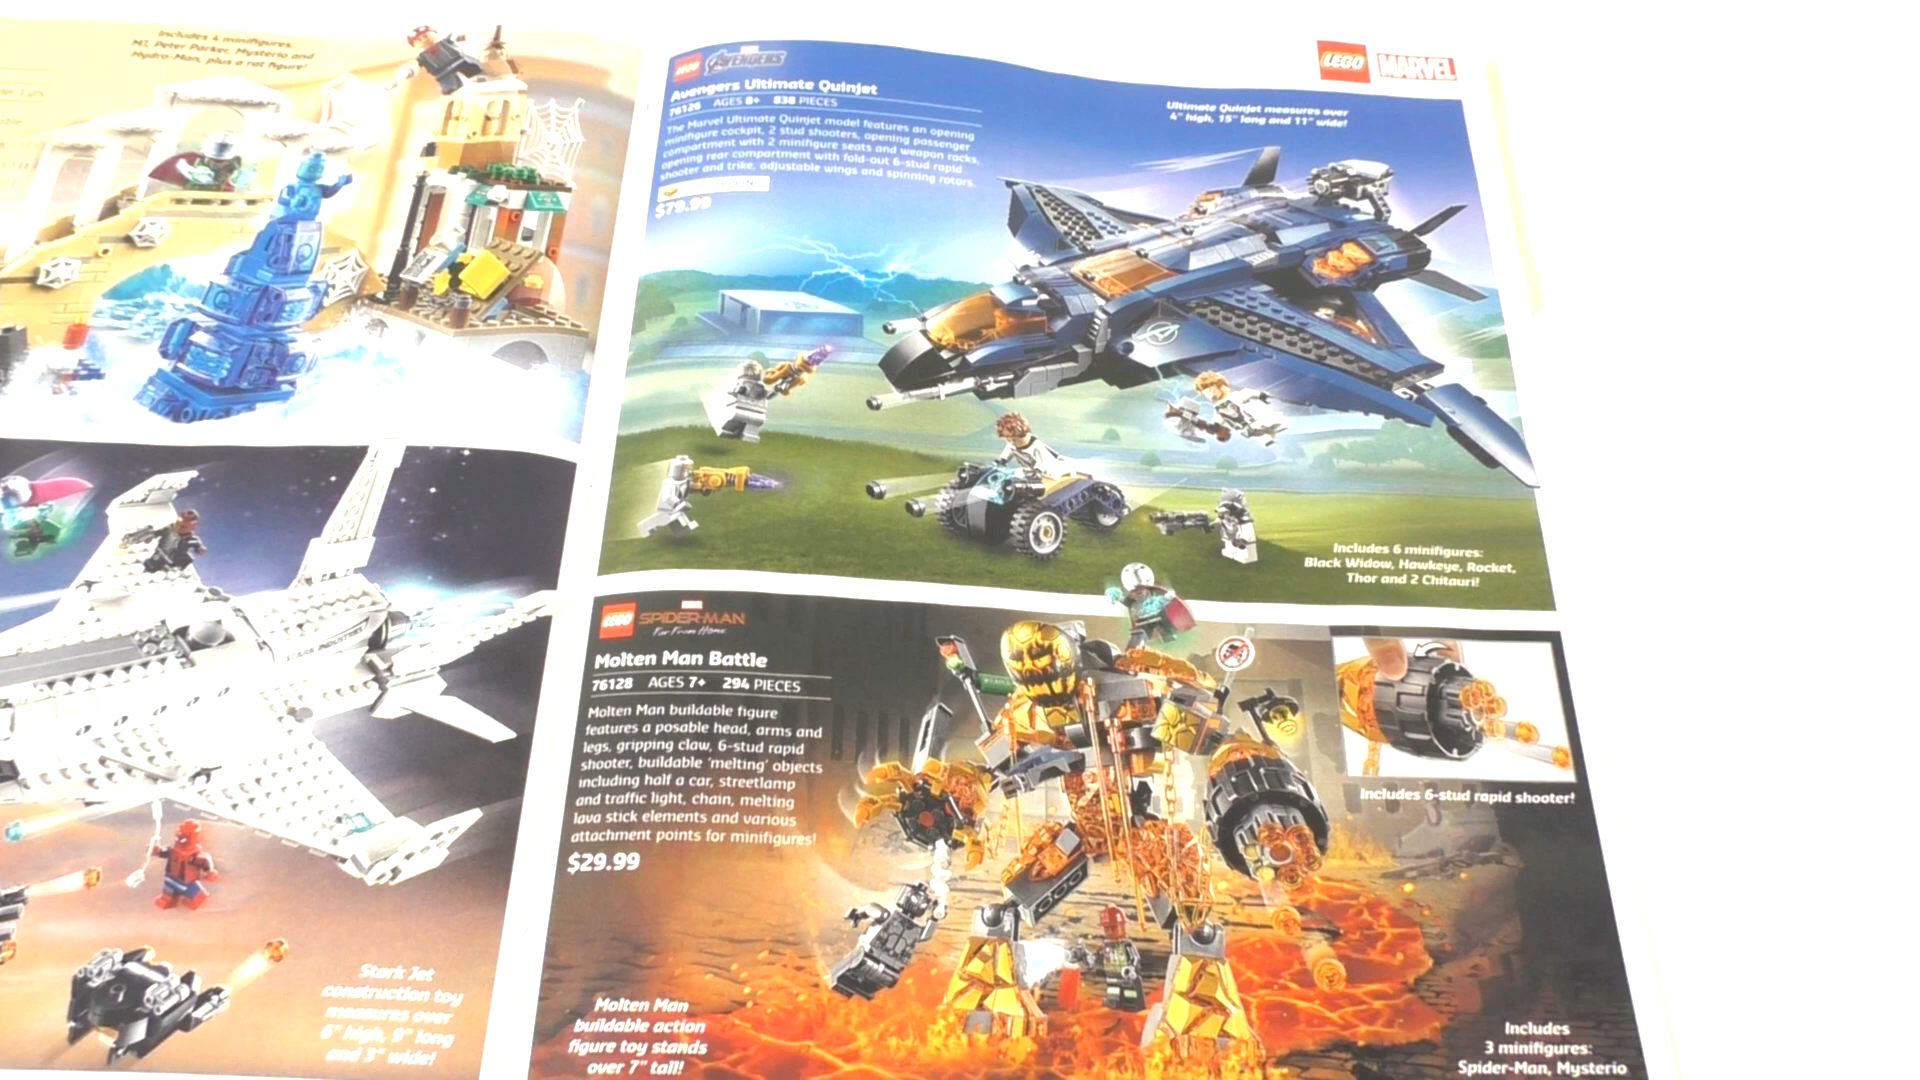 Includes 4 minifigures,
MJ, Peter Parker, Mysterio and
Hydro-Man, plus a rat figure!
Stark Jet
construction toy
measures over
6" high, 9" long
and 3" wide!
LEGO
MARVEL
AVENGERS
LEGO MARVEL
Avengers Ultimate Quinjet
76126 AGES 8+ 838 PIECES
The Marvel Ultimate Quinjet model features an opening
minifigure cockpit, 2 stud shooters, opening passenger
compartment with 2 minifigure seats and weapon racks,
opening rear compartment with fold-out 6-stud rapid
shooter and trike, adjustable wings and spinning rotors.
$79.99
Ultimate Quinjet measures over
4" high, 15" long and 11" wide!
Includes 6 minifigures:
Black Widow, Hawkeye, Rocket,
Thor and 2 Chitauri!
LEGO
MARVEL
SPIDER-MAN
Far From Home
Molten Man Battle
76128 AGES 7+ 294 PIECES
Molten Man buildable figure
features a posable head, arms and
legs, gripping claw, 6-stud rapid
shooter, buildable 'melting' objects
including half a car, streetlamp
and traffic light, chain, melting
lava stick elements and various
attachment points for minifigures!
$29.99
Includes 6-stud rapid shooter!
Molten Man
buildable action
figure toy stands
over 7" tall!
Includes
3 minifigures:
Spider-Man, Mysterio